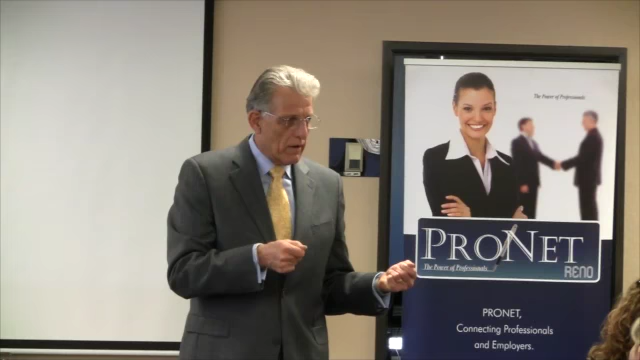 The Power of Professionals
PRONET
The Power of Professionals...
RENO
PRONET,
Connecting Professionals
and Employers.